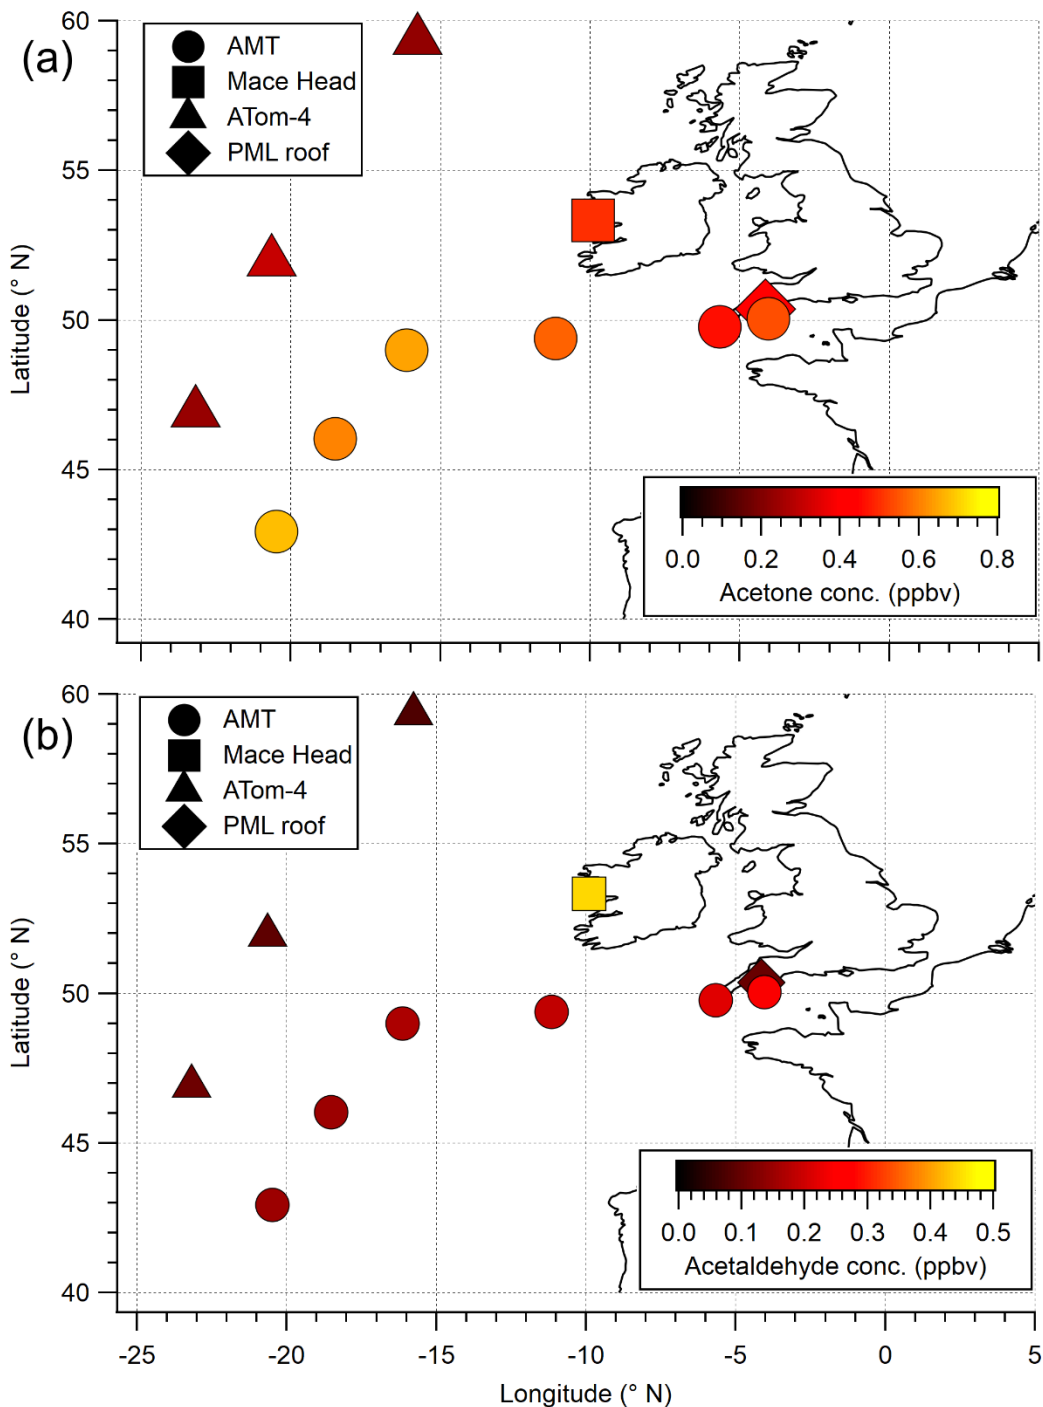 (a)
AMT
Mace Head
ATom-4
PML roof
60
55
50
45
40
Latitude (° N)
0.0 0.2 0.4 0.6 0.8
Acetone conc. (ppbv)
(b)
AMT
Mace Head
ATom-4
PML roof
60
55
50
45
40
Latitude (° N)
0.0 0.1 0.2 0.3 0.4 0.5
Acetaldehyde conc. (ppbv)
-25 -20 -15 -10 -5 0 5
Longitude (° N)